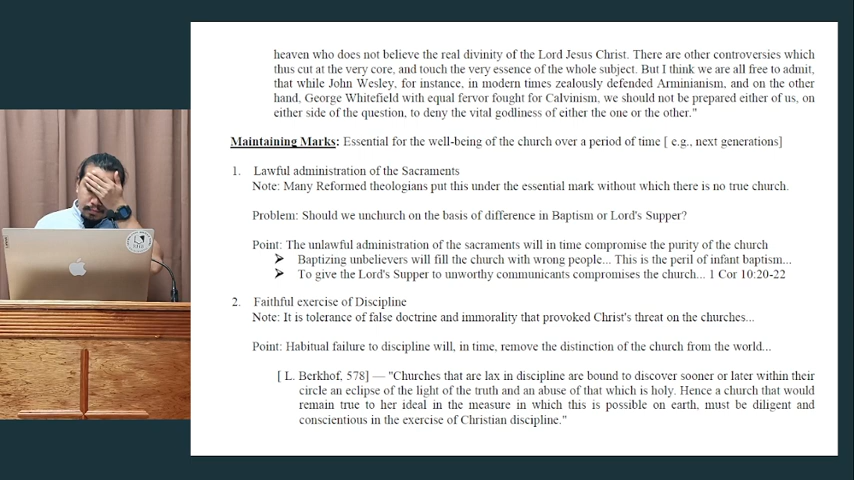 heaven who does not believe the real divinity of the Lord Jesus Christ. There are other controversies which
thus cut at the very core, and touch the very essence of the whole subject. But I think we are all free to admit,
that while John Wesley, for instance, in modern times zealously defended Arminianism, and on the other
hand, George Whitefield with equal fervor fought for Calvinism, we should not be prepared either of us, on
either side of the question, to deny the vital godliness of either the one or the other."
Maintaining Marks: Essential for the well-being of the church over a period of time [ e.g., next generations]
1. Lawful administration of the Sacraments
Note: Many Reformed theologians put this under the essential mark without which there is no true church.
Problem: Should we unchurch on the basis of difference in Baptism or Lord's Supper?
Point: The unlawful administration of the sacraments will in time compromise the purity of the church
➤ Baptizing unbelievers will fill the church with wrong people... This is the peril of infant baptism...
➤ To give the Lord's Supper to unworthy communicants compromises the church... 1 Cor 10:20-22
2. Faithful exercise of Discipline
Note: It is tolerance of false doctrine and immorality that provoked Christ's threat on the churches...
Point: Habitual failure to discipline will, in time, remove the distinction of the church from the world...
[ L. Berkhof, 578] — "Churches that are lax in discipline are bound to discover sooner or later within their
circle an eclipse of the light of the truth and an abuse of that which is holy. Hence a church that would
remain true to her ideal in the measure in which this is possible on earth, must be diligent and
conscientious in the exercise of Christian discipline."